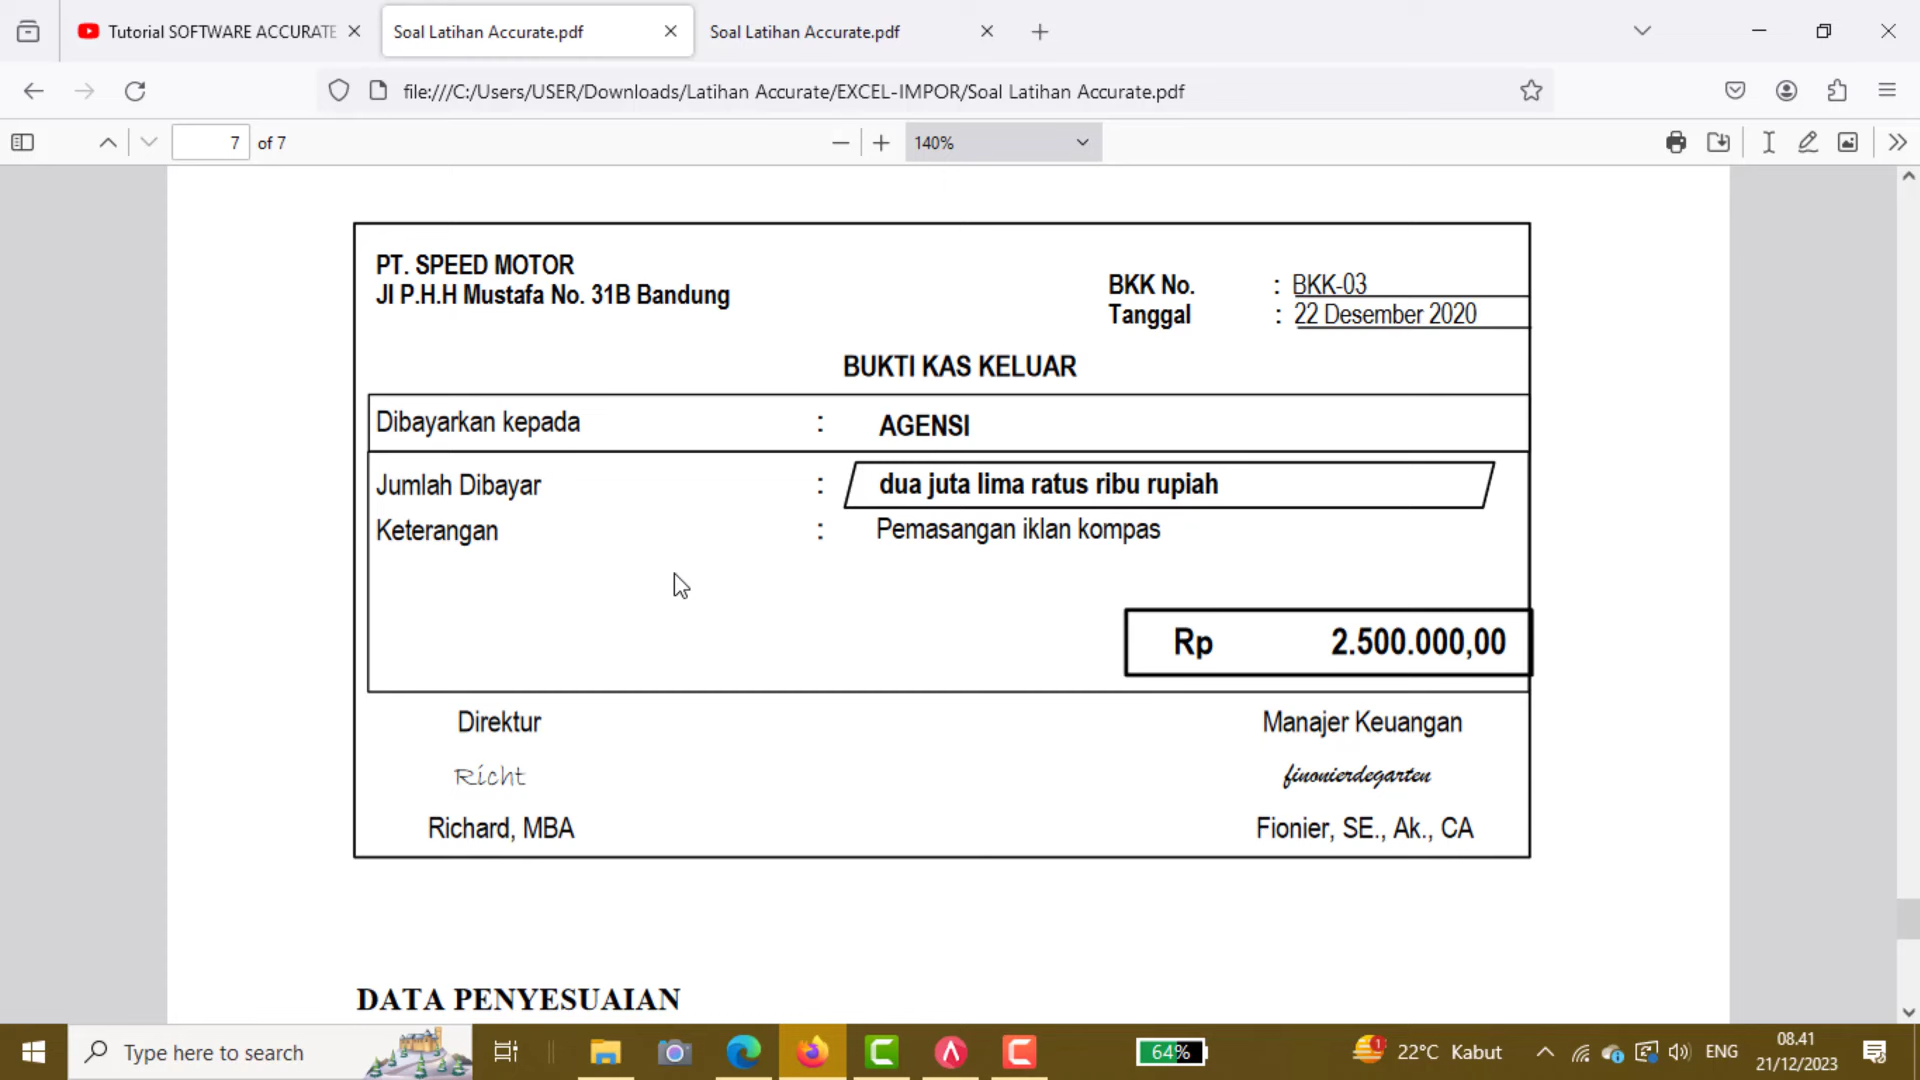 Tutorial SOFTWARE ACCURATE
Soal Latihan Accurate.pdf
Soal Latihan Accurate.pdf
file:///C:/Users/USER/Downloads/Latihan Accurate/EXCEL-IMPOR/Soal Latihan Accurate.pdf
7 of 7
140%
PT. SPEED MOTOR
Jl P.H.H Mustafa No. 31B Bandung
BKK No. : BKK-03
Tanggal : 22 Desember 2020
BUKTI KAS KELUAR
Dibayarkan kepada : AGENSI
Jumlah Dibayar : dua juta lima ratus ribu rupiah
Keterangan : Pemasangan iklan kompas
Rp 2.500.000,00
Direktur Manajer Keuangan
Richt finonierdegarten
Richard, MBA Fionier, SE., Ak., CA
DATA PENYESUAIAN
Type here to search
64%
1
22°C Kabut
ENG
08.41
21/12/2023